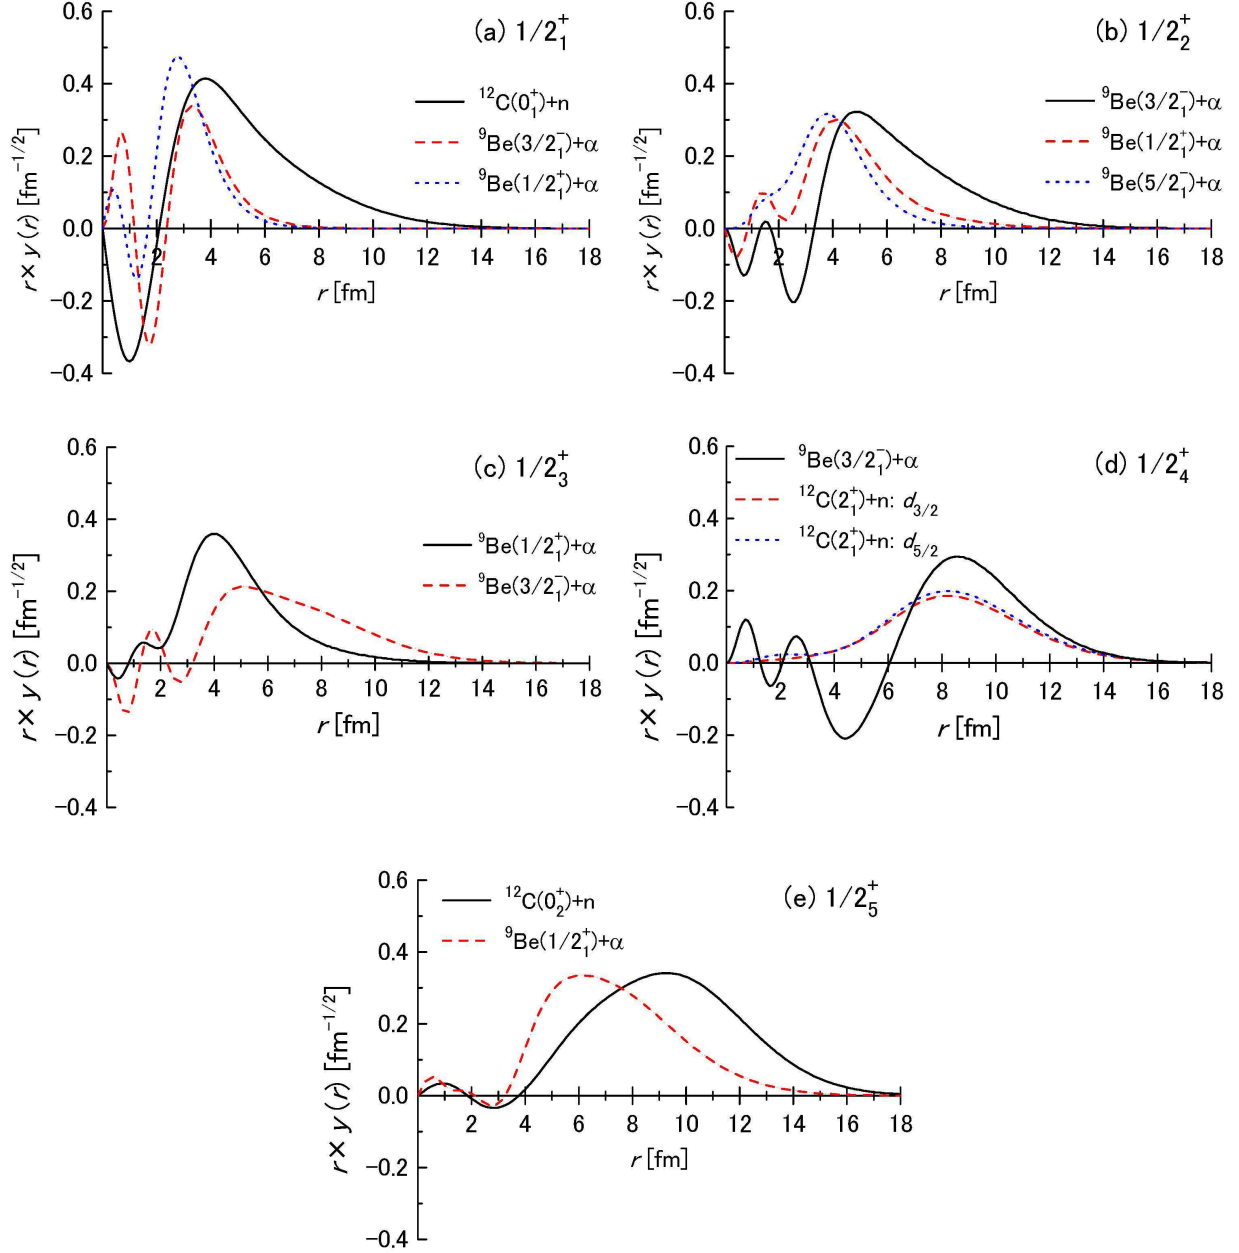 (a) 1/2₁⁺
¹²C(0₁⁺)+n
⁹Be(3/2₁⁻)+α
⁹Be(1/2₁⁺)+α
r× y (r) [fm⁻¹/²]
0.6
0.4
0.2
0.0
−0.2
−0.4
2 4 6 8 10 12 14 16 18
r [fm]
(b) 1/2₂⁺
⁹Be(3/2₁⁻)+α
⁹Be(1/2₁⁺)+α
⁹Be(5/2₁⁻)+α
r× y (r) [fm⁻¹/²]
0.6
0.4
0.2
0.0
−0.2
−0.4
2 4 6 8 10 12 14 16 18
r [fm]
(c) 1/2₃⁺
⁹Be(1/2₁⁺)+α
⁹Be(3/2₁⁻)+α
r× y (r) [fm⁻¹/²]
0.6
0.4
0.2
0.0
−0.2
−0.4
2 4 6 8 10 12 14 16 18
r [fm]
(d) 1/2₄⁺
⁹Be(3/2₁⁻)+α
¹²C(2₁⁺)+n: d₃/₂
¹²C(2₁⁺)+n: d₅/₂
r× y (r) [fm⁻¹/²]
0.6
0.4
0.2
0.0
−0.2
−0.4
2 4 6 8 10 12 14 16 18
r [fm]
(e) 1/2₅⁺
¹²C(0₂⁺)+n
⁹Be(1/2₁⁺)+α
r× y (r) [fm⁻¹/²]
0.6
0.4
0.2
0.0
−0.2
−0.4
2 4 6 8 10 12 14 16 18
r [fm]